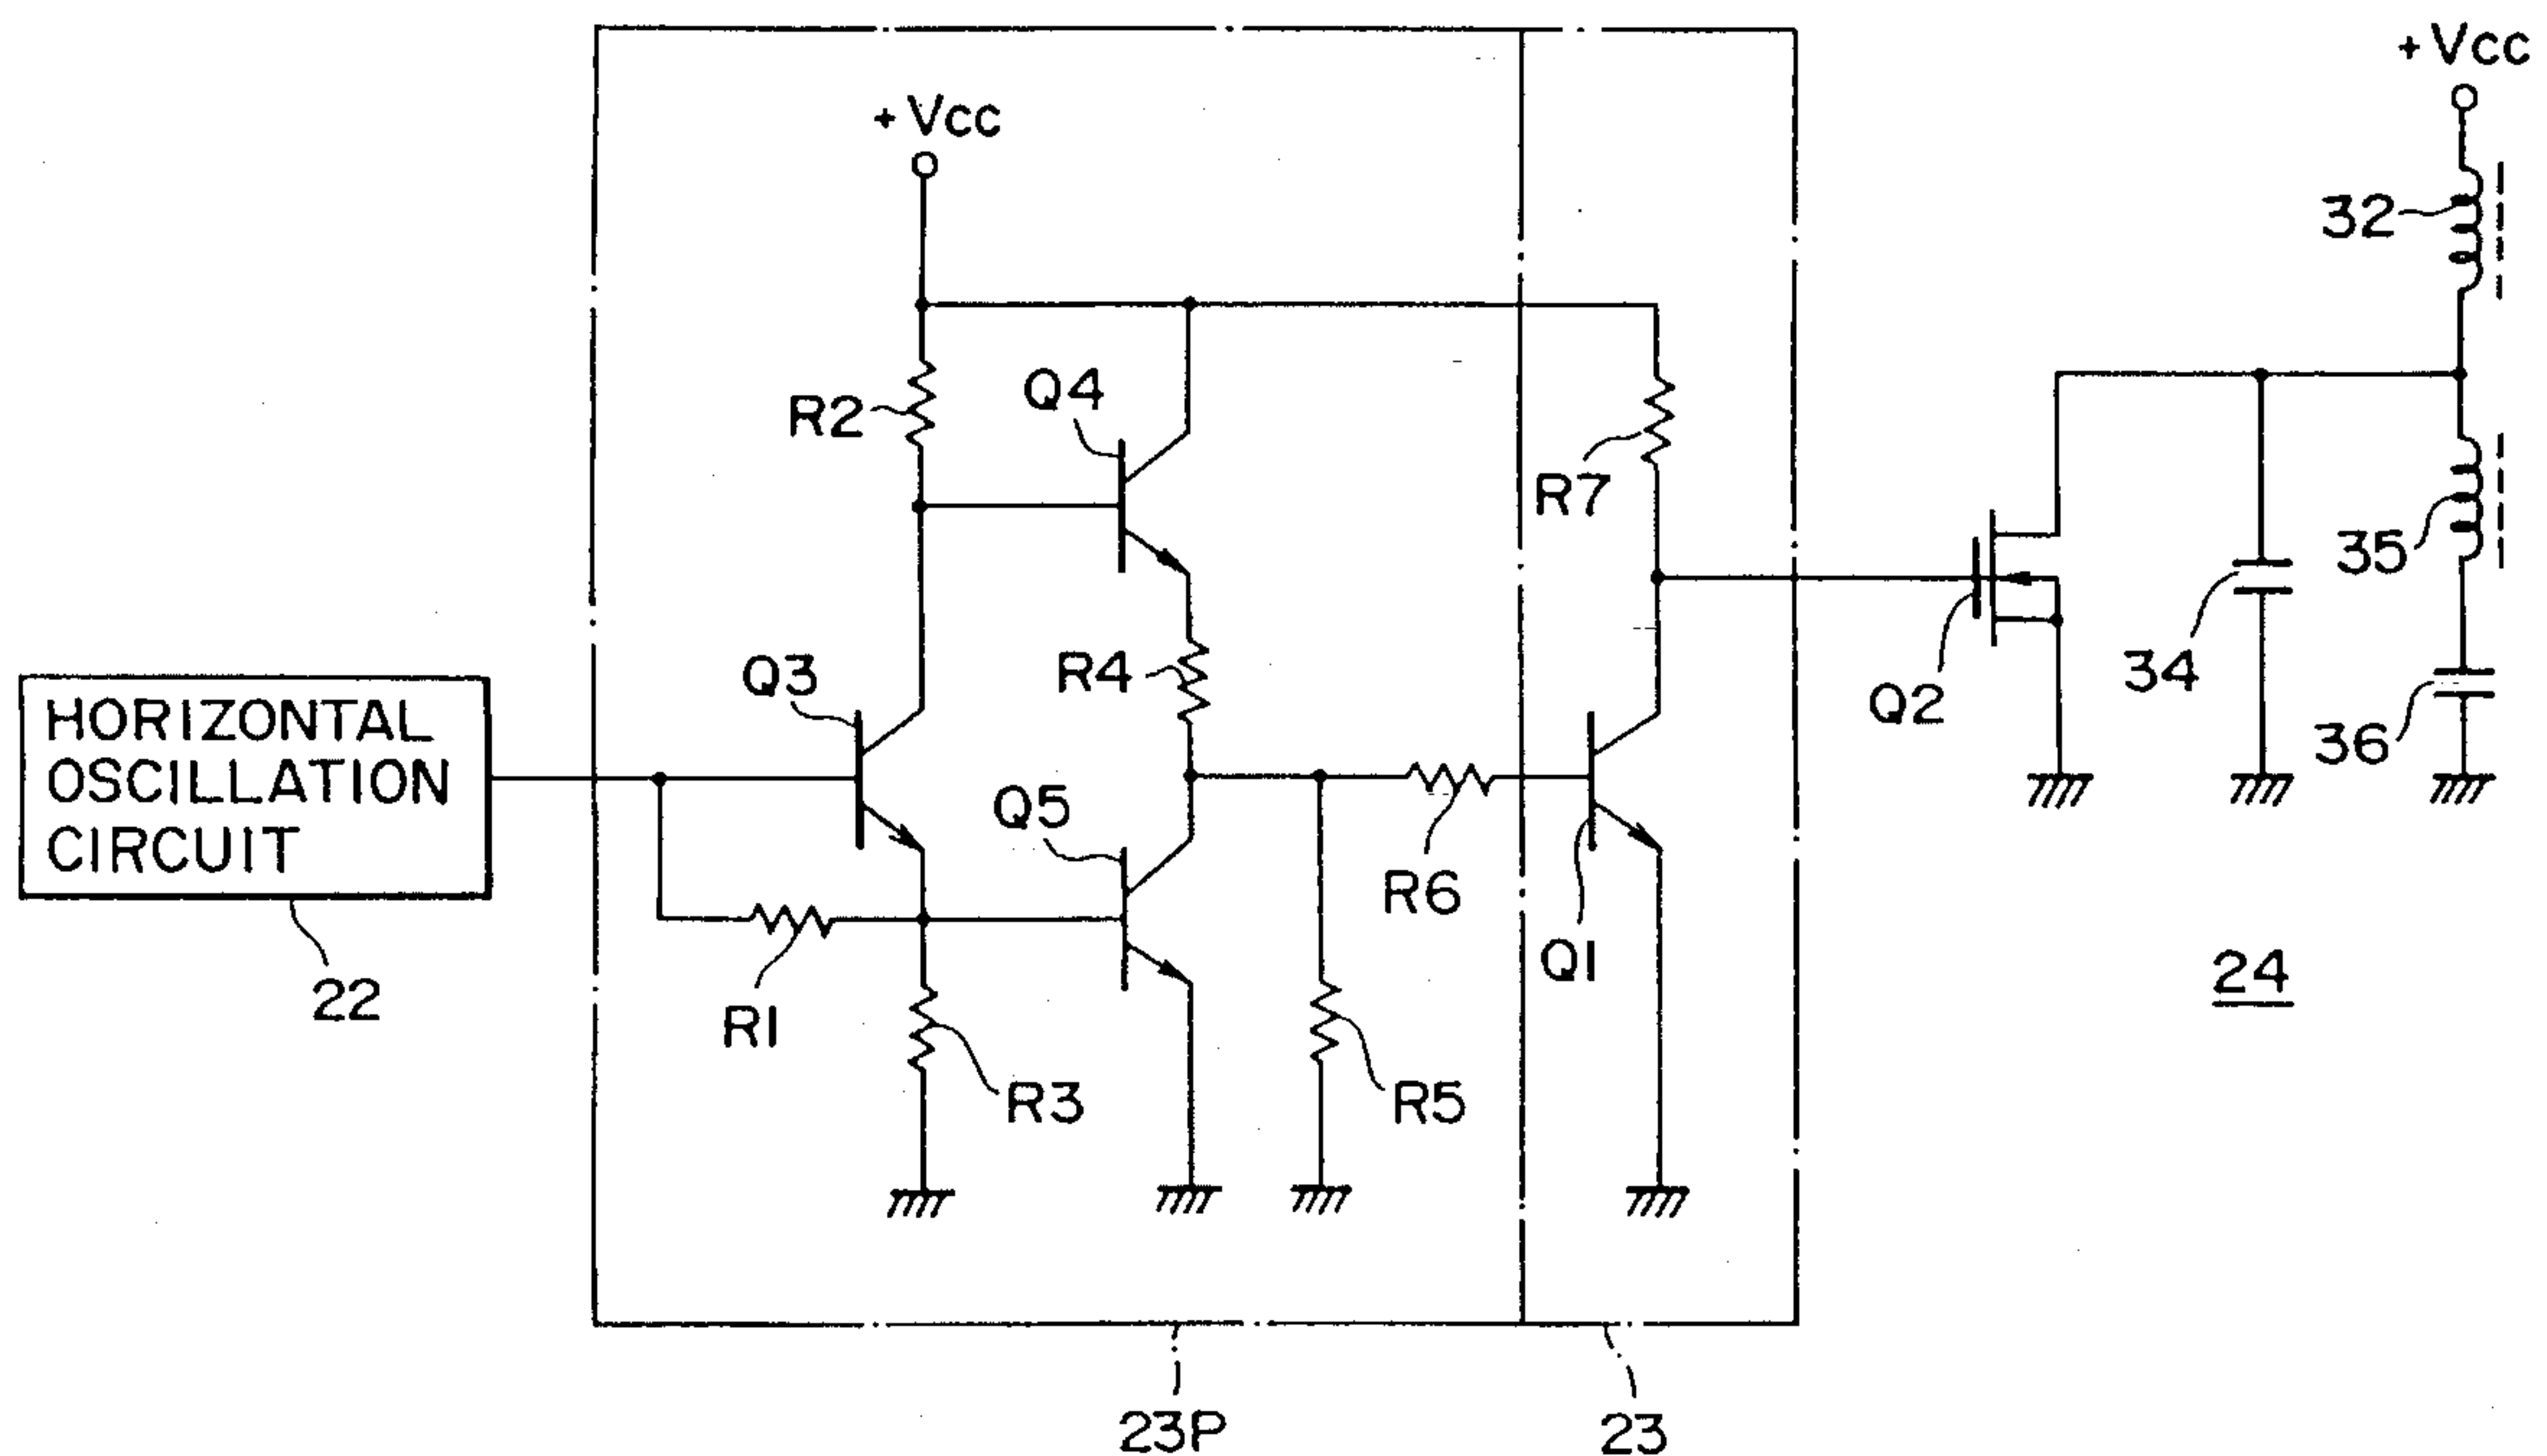 +Vcc
+Vcc
32
Q4
R2
R7
35
Q3
R4
34
Q2
36
HORIZONTAL
OSCILLATION
CIRCUIT
Q5
R6
Q1
22
R1
24
R3
R5
23P
23